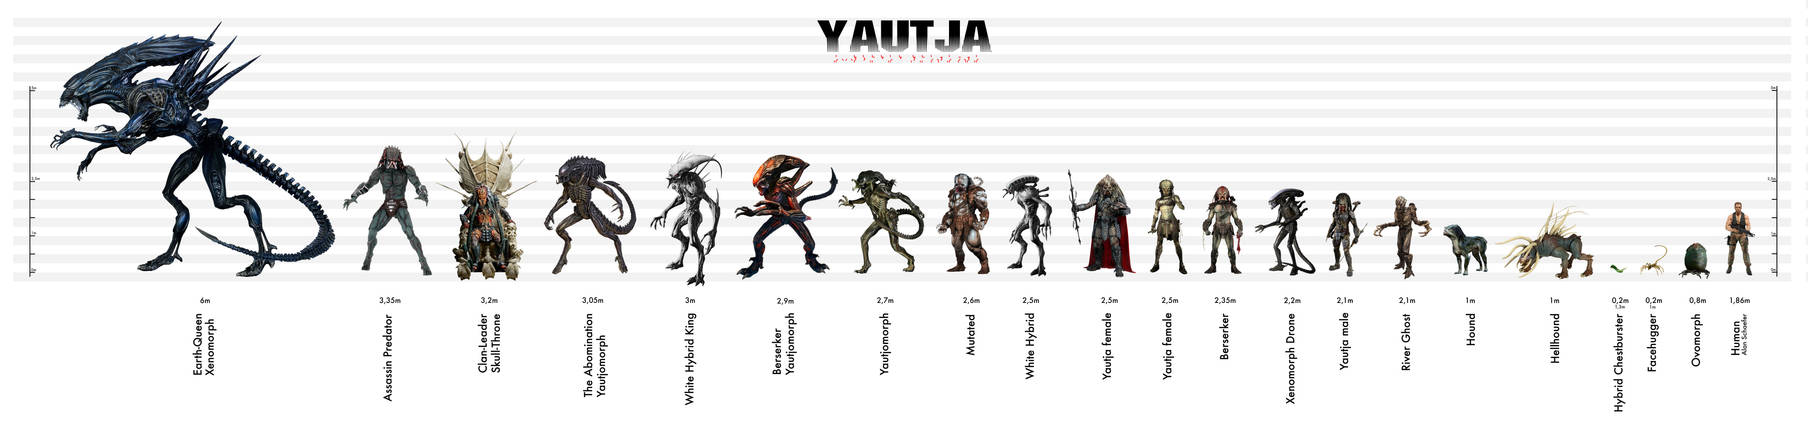 YAUTJA
6m
3,35m
3,2m
3,05m
3m
2,9m
2,7m
2,6m
2,5m
2,5m
2,5m
2,35m
2,2m
2,1m
2,1m
1m
1m
0,2m
0,2m
0,8m
1,86m
Earth-Queen
Xenomorph
Assassin Predator
Clan-Leader
Skull-Throne
The Abomination
Yautjomorph
White Hybrid King
Berserker
Yautjomorph
Yautjomorph
Mutated
White Hybrid
Yautja female
Yautja female
Berserker
Xenomorph Drone
Yautja male
River Ghost
Hound
Hellhound
Hybrid Chestburster
Facehugger
Ovomorph
Human
Alan Schaefer